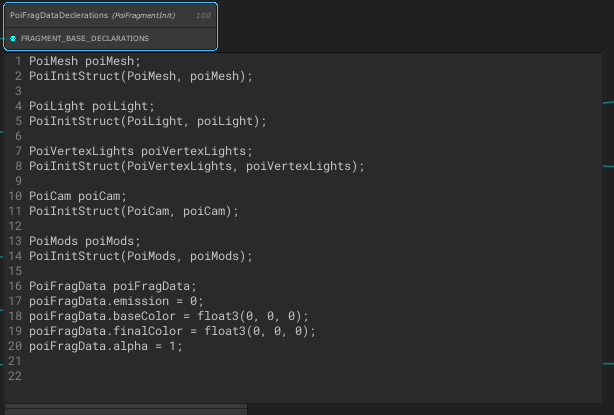 PoiFragDataDeclerations (PoiFragmentInit) 100
FRAGMENT_BASE_DECLARATIONS
1 PoiMesh poiMesh;
2 PoiInitStruct(PoiMesh, poiMesh);
3
4 PoiLight poiLight;
5 PoiInitStruct(PoiLight, poiLight);
6
7 PoiVertexLights poiVertexLights;
8 PoiInitStruct(PoiVertexLights, poiVertexLights);
9
10 PoiCam poiCam;
11 PoiInitStruct(PoiCam, poiCam);
12
13 PoiMods poiMods;
14 PoiInitStruct(PoiMods, poiMods);
15
16 PoiFragData poiFragData;
17 poiFragData.emission = 0;
18 poiFragData.baseColor = float3(0, 0, 0);
19 poiFragData.finalColor = float3(0, 0, 0);
20 poiFragData.alpha = 1;
21
22